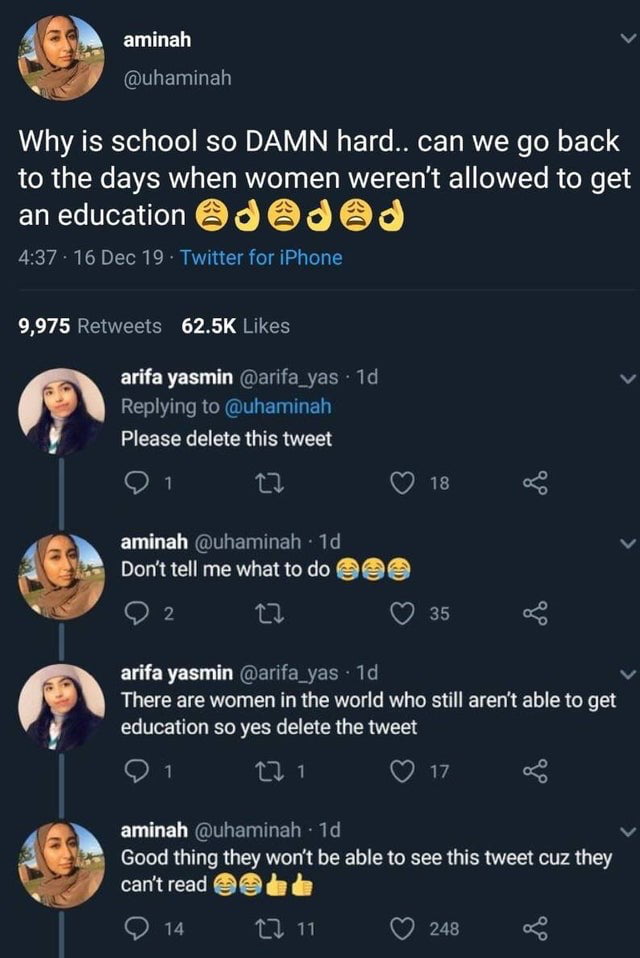 aminah
@uhaminah
Why is school so DAMN hard.. can we go back
to the days when women weren't allowed to get
an education 😩👌😩👌😩👌
4:37 · 16 Dec 19 · Twitter for iPhone
9,975 Retweets 62.5K Likes
arifa yasmin @arifa_yas · 1d
Replying to @uhaminah
Please delete this tweet
1 18
aminah @uhaminah · 1d
Don't tell me what to do 😂😂😂
2 35
arifa yasmin @arifa_yas · 1d
There are women in the world who still aren't able to get
education so yes delete the tweet
1 1 17
aminah @uhaminah · 1d
Good thing they won't be able to see this tweet cuz they
can't read 😂😂👍👍
14 11 248